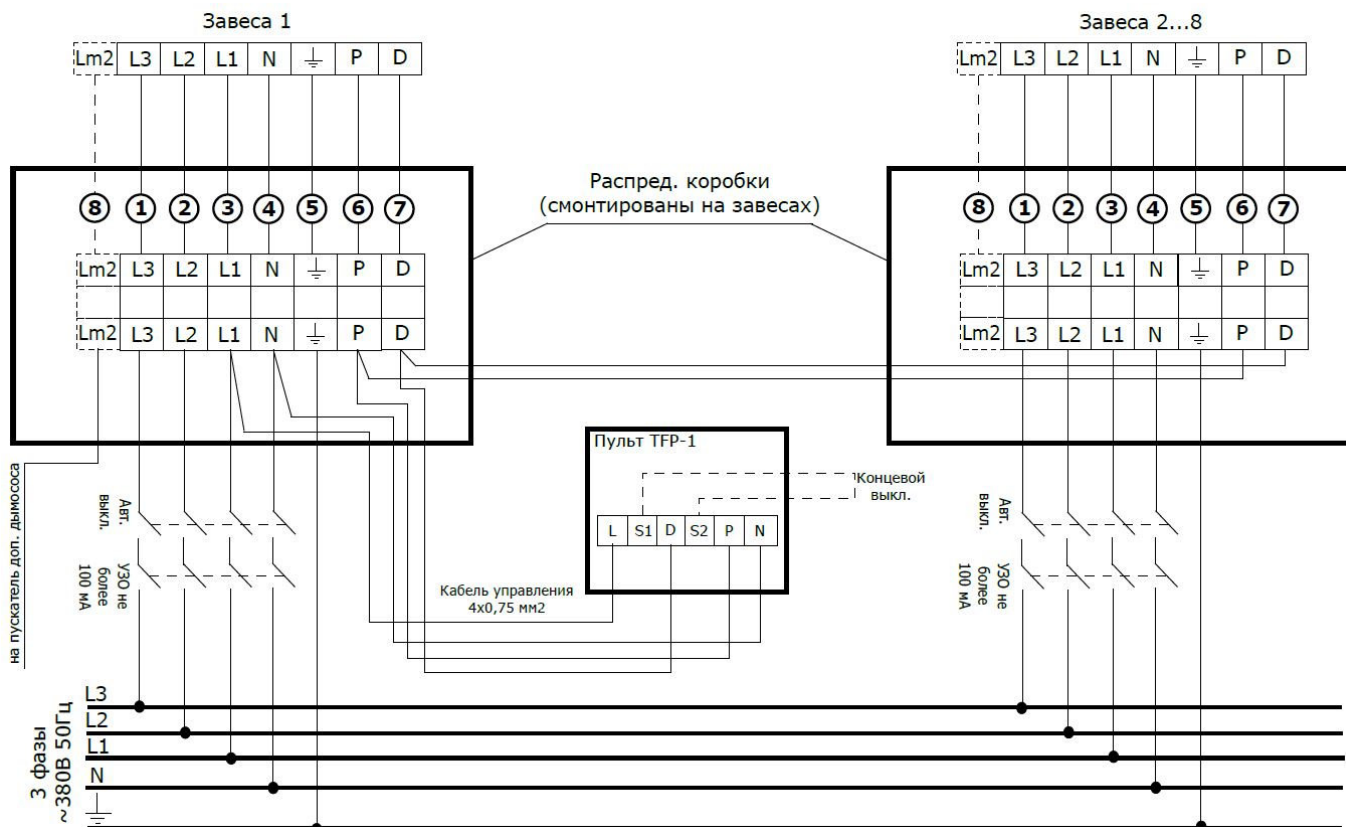 Завеса 1
Завеса 2...8
Lm2 L3 L2 L1 N P D
Lm2 L3 L2 L1 N P D
Распред. коробки
(смонтированы на завесах)
8 1 2 3 4 5 6 7
8 1 2 3 4 5 6 7
Lm2 L3 L2 L1 N P D
Lm2 L3 L2 L1 N P D
Lm2 L3 L2 L1 N P D
Lm2 L3 L2 L1 N P D
Пульт TFP-1
Концевой
выкл.
L S1 D S2 P N
Кабель управления
4x0,75 мм2
на пускатель доп. дымососа
Авт.
выкл.
УЗО не
более
100 мА
Авт.
выкл.
УЗО не
более
100 мА
3 фазы
~380В 50Гц
L3
L2
L1
N